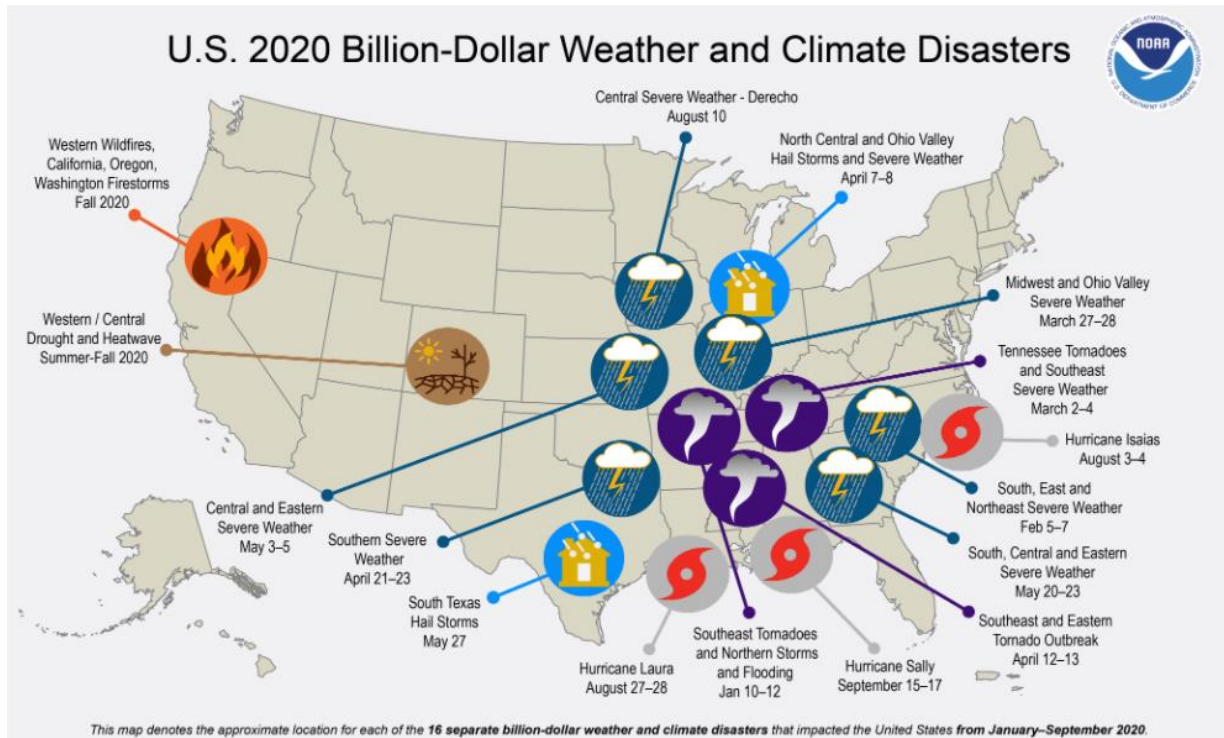 U.S. 2020 Billion-Dollar Weather and Climate Disasters
NATIONAL OCEANIC AND ATMOSPHERIC ADMINISTRATION
NOAA
U.S. DEPARTMENT OF COMMERCE
Central Severe Weather - Derecho
August 10
North Central and Ohio Valley
Hail Storms and Severe Weather
April 7–8
Western Wildfires,
California, Oregon,
Washington Firestorms
Fall 2020
Midwest and Ohio Valley
Severe Weather
March 27–28
Western / Central
Drought and Heatwave
Summer-Fall 2020
Tennessee Tornadoes
and Southeast
Severe Weather
March 2–4
Hurricane Isaias
August 3–4
South, East and
Northeast Severe Weather
Feb 5–7
Central and Eastern
Severe Weather
May 3–5
Southern Severe
Weather
April 21–23
South, Central and Eastern
Severe Weather
May 20–23
South Texas
Hail Storms
May 27
Southeast and Eastern
Tornado Outbreak
April 12–13
Hurricane Laura
August 27–28
Southeast Tornadoes
and Northern Storms
and Flooding
Jan 10–12
Hurricane Sally
September 15–17
This map denotes the approximate location for each of the 16 separate billion-dollar weather and climate disasters that impacted the United States from January–September 2020.